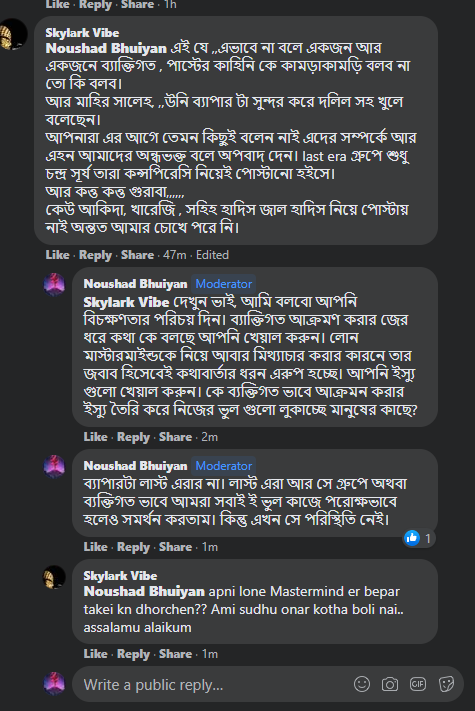 Like · Reply · Share · 1h
Skylark Vibe
Noushad Bhuiyan এই যে ,,এভাবে না বলে একজন আর
একজনে ব্যাক্তিগত , পাস্টের কাহিনি কে কামড়াকামড়ি বলব না
তো কি বলব।
আর মাহির সালেহ, ,,উনি ব্যাপার টা সুন্দর করে দলিল সহ খুলে
বলেছেন।
আপনারা এর আগে তেমন কিছুই বলেন নাই এদের সম্পর্কে আর
এহন আমাদের অন্ধভক্ত বলে অপবাদ দেন। last era গ্রুপে শুধু
চন্দ্র সূর্য তারা কন্সপিরেসি নিয়েই পোস্টানো হইসে।
আর কত্ত কত্ত গুরাবা,,,,,,
কেউ আকিদা, খারেজি , সহিহ হাদিস জাল হাদিস নিয়ে পোস্টায়
নাই অন্তত আমার চোখে পরে নি।
Like · Reply · Share · 47m · Edited
Noushad Bhuiyan Moderator
Skylark Vibe দেখুন ভাই, আমি বলবো আপনি
বিচক্ষণতার পরিচয় দিন। ব্যাক্তিগত আক্রমণ করার জের
ধরে কথা কে বলছে আপনি খেয়াল করুন। লোন
মাস্টারমাইন্ডকে নিয়ে আবার মিথ্যাচার করার কারনে তার
জবাব হিসেবেই কথাবার্তার ধরন এরুপ হচ্ছে। আপনি ইস্যু
গুলো খেয়াল করুন। কে ব্যক্তিগত ভাবে আক্রমন করার
ইস্যু তৈরি করে নিজের ভুল গুলো লুকাচ্ছে মানুষের কাছে?
Like · Reply · Share · 2m
Noushad Bhuiyan Moderator
ব্যাপারটা লাস্ট এরার না। লাস্ট এরা আর সে গ্রুপে অথবা
ব্যক্তিগত ভাবে আমরা সবাই ই ভুল কাজে পরোক্ষভাবে
হলেও সমর্থন করতাম। কিন্তু এখন সে পরিস্থিতি নেই।
1
Like · Reply · Share · 1m
Skylark Vibe
Noushad Bhuiyan apni lone Mastermind er bepar
takei kn dhorchen?? Ami sudhu onar kotha boli nai..
assalamu alaikum
Like · Reply · Share · 1m
Write a public reply...
GIF